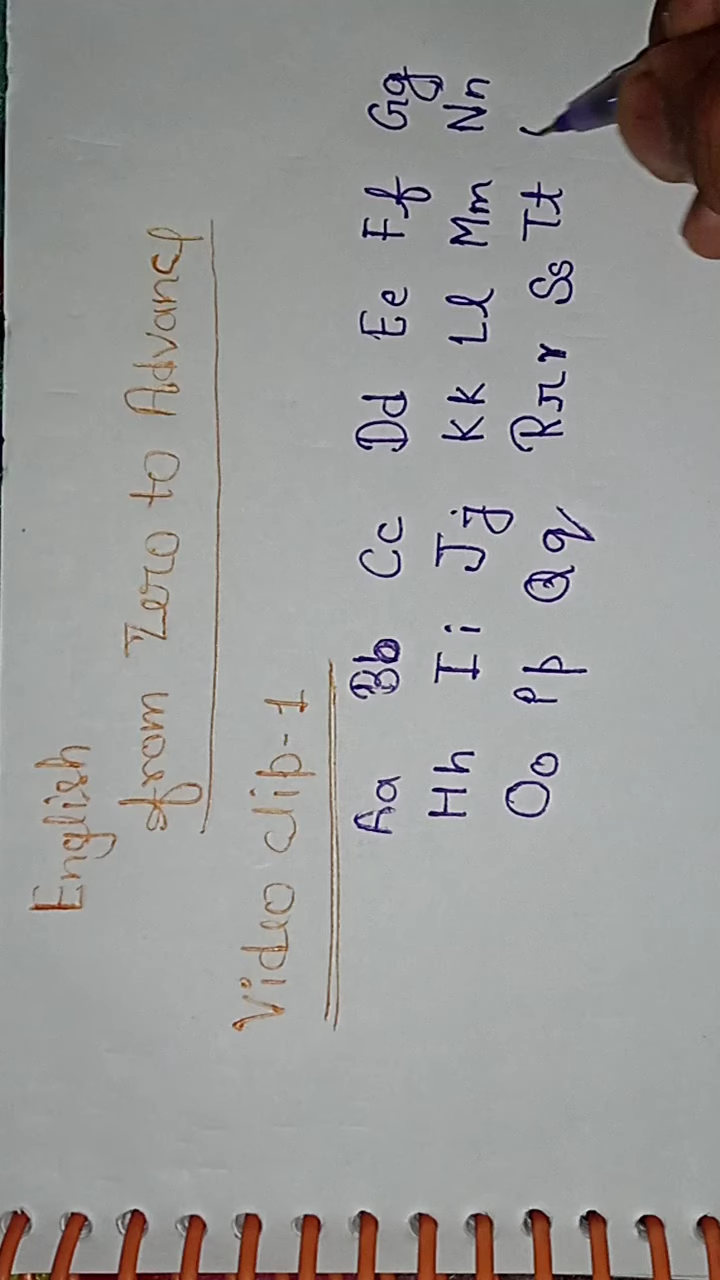 English
from Zero to Advance
Video clip-1
Aa Bb Cc Dd Ee Ff Gg
Hh Ii Jj Kk Ll Mm Nn
Oo Pp Qq Rr r Ss Tt